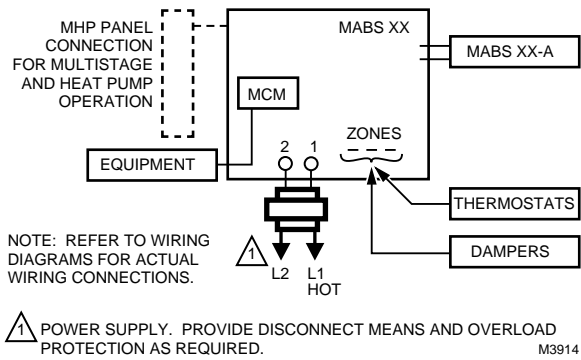 MHP PANEL
CONNECTION
FOR MULTISTAGE
AND HEAT PUMP
OPERATION
MABS XX
MABS XX-A
MCM
ZONES
2 1
EQUIPMENT
THERMOSTATS
DAMPERS
NOTE: REFER TO WIRING
DIAGRAMS FOR ACTUAL
WIRING CONNECTIONS.
1
L2
L1
HOT
1 POWER SUPPLY. PROVIDE DISCONNECT MEANS AND OVERLOAD
PROTECTION AS REQUIRED.
M3914